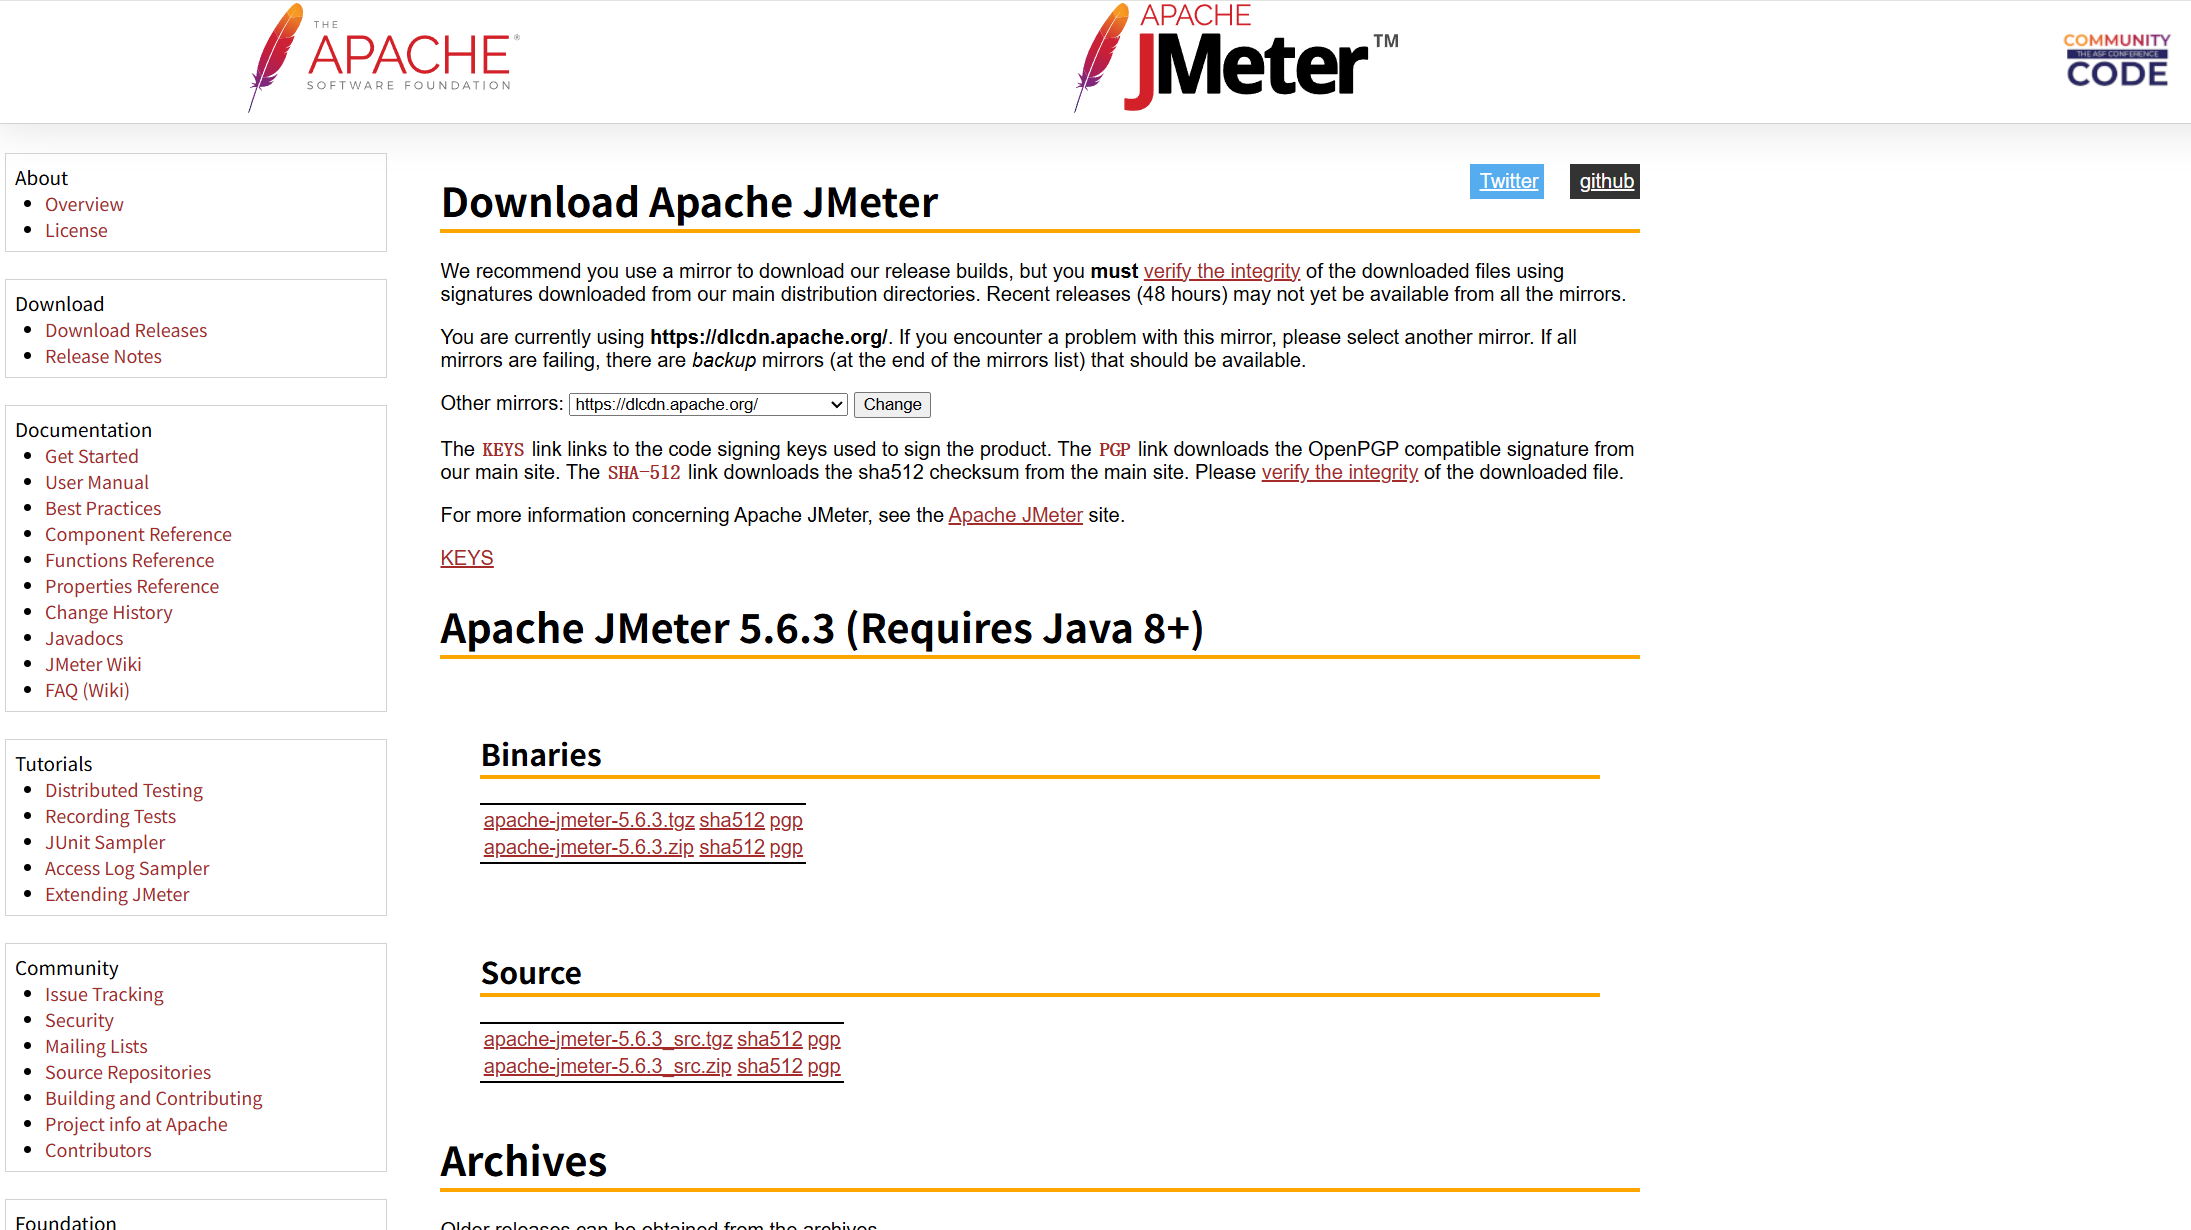 THE
APACHE®
SOFTWARE FOUNDATION
APACHE
JMeter™
COMMUNITY
THE ASF CONFERENCE
CODE
About
Overview
License
Download
Download Releases
Release Notes
Documentation
Get Started
User Manual
Best Practices
Component Reference
Functions Reference
Properties Reference
Change History
Javadocs
JMeter Wiki
FAQ (Wiki)
Tutorials
Distributed Testing
Recording Tests
JUnit Sampler
Access Log Sampler
Extending JMeter
Community
Issue Tracking
Security
Mailing Lists
Source Repositories
Building and Contributing
Project info at Apache
Contributors
Foundation
Twitter github
Download Apache JMeter
We recommend you use a mirror to download our release builds, but you must verify the integrity of the downloaded files using
signatures downloaded from our main distribution directories. Recent releases (48 hours) may not yet be available from all the mirrors.
You are currently using https://dlcdn.apache.org/. If you encounter a problem with this mirror, please select another mirror. If all
mirrors are failing, there are backup mirrors (at the end of the mirrors list) that should be available.
Other mirrors: https://dlcdn.apache.org/ Change
The KEYS link links to the code signing keys used to sign the product. The PGP link downloads the OpenPGP compatible signature from
our main site. The SHA-512 link downloads the sha512 checksum from the main site. Please verify the integrity of the downloaded file.
For more information concerning Apache JMeter, see the Apache JMeter site.
KEYS
Apache JMeter 5.6.3 (Requires Java 8+)
Binaries
apache-jmeter-5.6.3.tgz sha512 pgp
apache-jmeter-5.6.3.zip sha512 pgp
Source
apache-jmeter-5.6.3_src.tgz sha512 pgp
apache-jmeter-5.6.3_src.zip sha512 pgp
Archives
Older releases can be obtained from the archives.